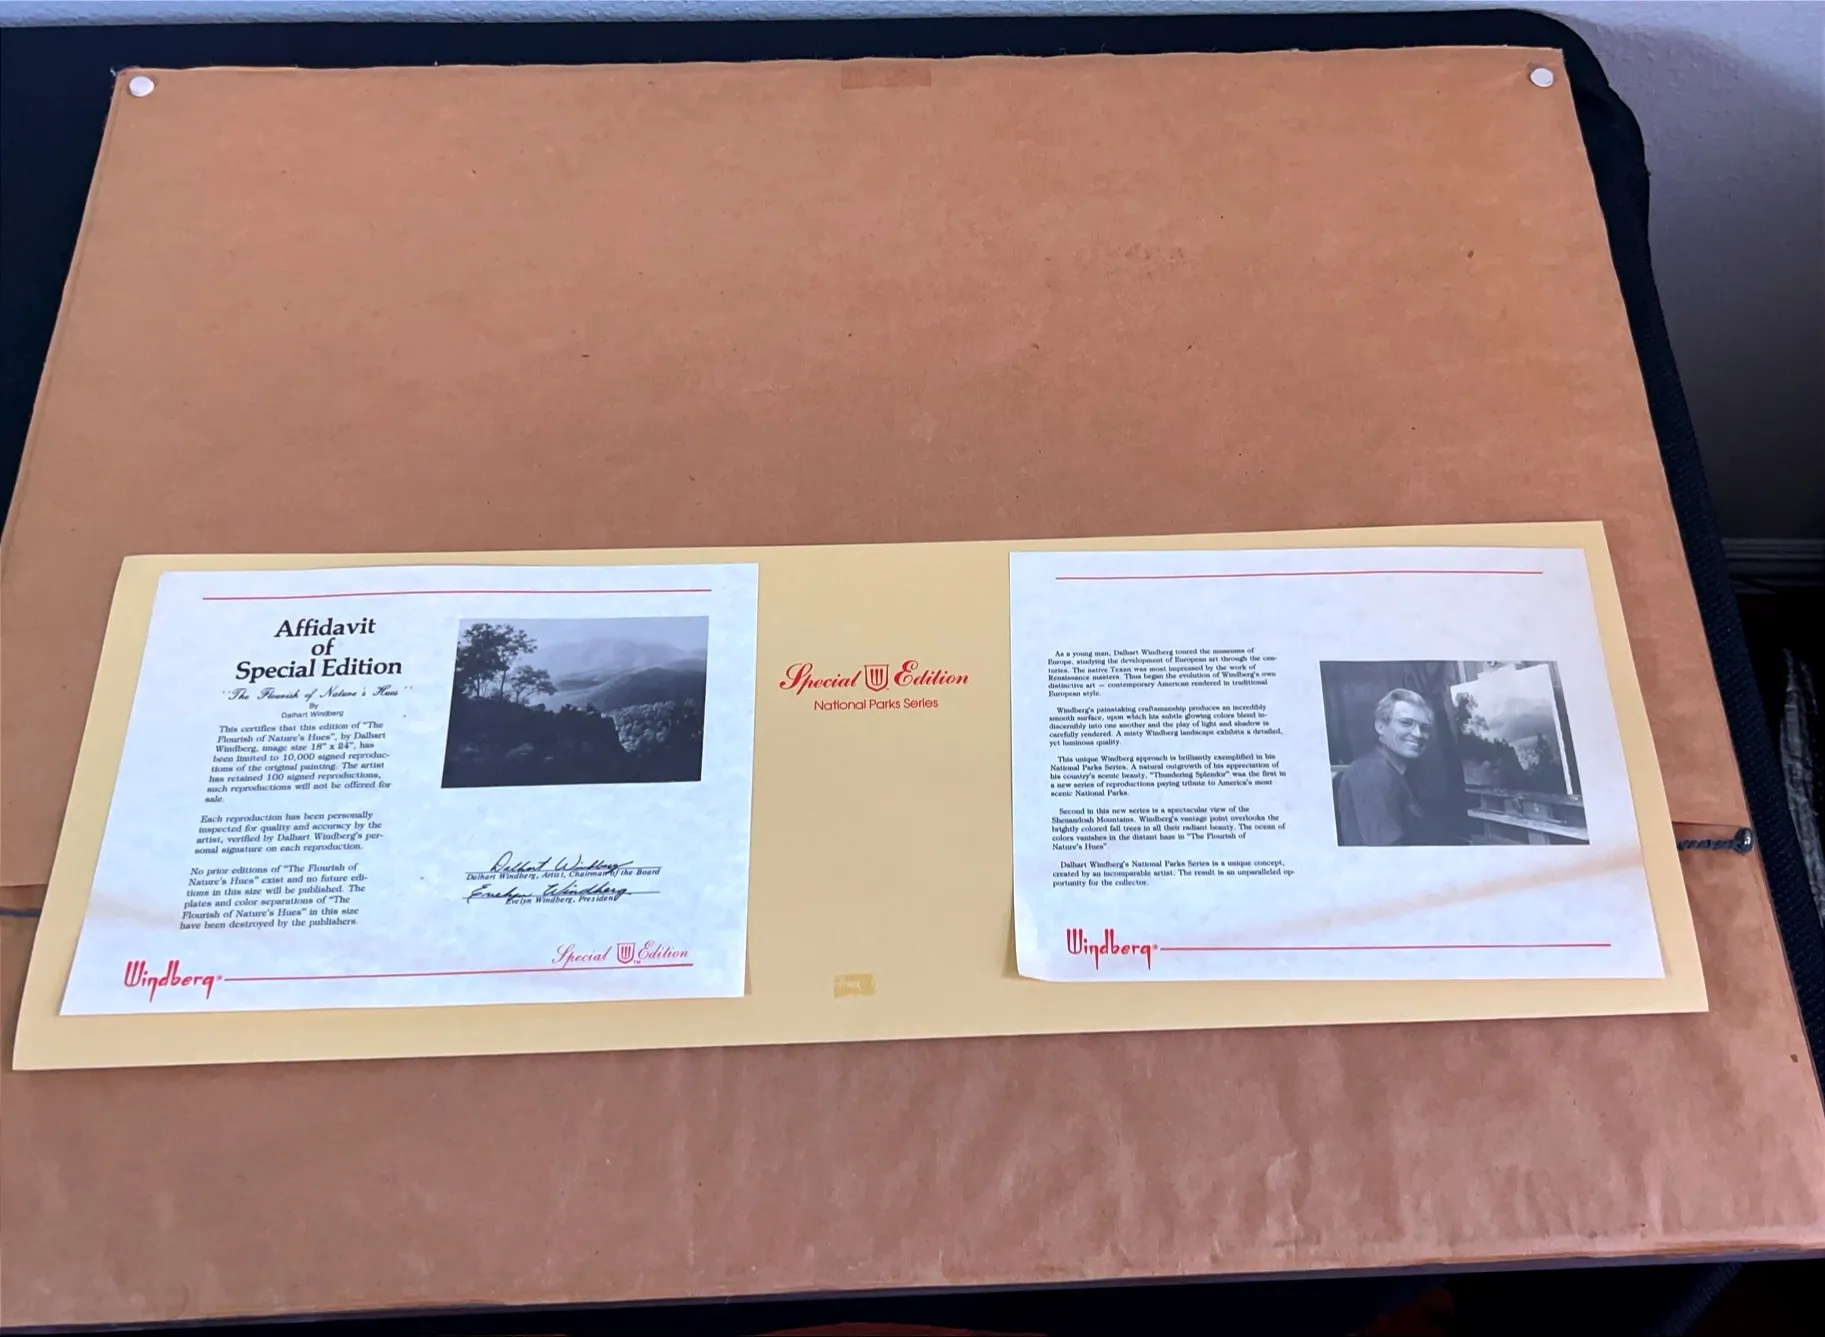 Affidavit
of
Special Edition
"The Flourish of Nature's Hues"
By
Dalhart Windberg
This certifies that this edition of "The
Flourish of Nature's Hues", by Dalhart
Windberg, image size 18" x 24", has
been limited to 10,000 signed reproduc-
tions of the original painting. The artist
has retained 100 signed reproductions,
such reproductions will not be offered for
sale.
Each reproduction has been personally
inspected for quality and accuracy by the
artist, verified by Dalhart Windberg's per-
sonal signature on each reproduction.
No prior editions of "The Flourish of
Nature's Hues" exist and no future edi-
tions in this size will be published. The
plates and color separations of "The
Flourish of Nature's Hues" in this size
have been destroyed by the publishers.
Dalhart Windberg
Dalhart Windberg, Artist, Chairman of the Board
Evelyn Windberg
Evelyn Windberg, President
Special Edition
Windberg
Special Edition
National Parks Series
As a young man, Dalhart Windberg toured the museums of
Europe, studying the development of European art through the cen-
turies. The native Texan was most impressed by the work of
Renaissance masters. Thus began the evolution of Windberg's own
distinctive art — contemporary American rendered in traditional
European style.
Windberg's painstaking craftsmanship produces an incredibly
smooth surface, upon which his subtle glowing colors blend in-
discernibly into one another and the play of light and shadow is
carefully rendered. A misty Windberg landscape exhibits a detailed,
yet luminous quality.
This unique Windberg approach is brilliantly exemplified in his
National Parks Series. A natural outgrowth of his appreciation of
his country's scenic beauty, "Thundering Splendor" was the first in
a new series of reproductions paying tribute to America's most
scenic National Parks.
Second in this new series is a spectacular view of the
Shenandoah Mountains. Windberg's vantage point overlooks the
brightly colored fall trees in all their radiant beauty. The ocean of
colors vanishes in the distant haze in "The Flourish of
Nature's Hues".
Dalhart Windberg's National Parks Series is a unique concept,
created by an incomparable artist. The result is an unparalleled op-
portunity for the collector.
Windberg